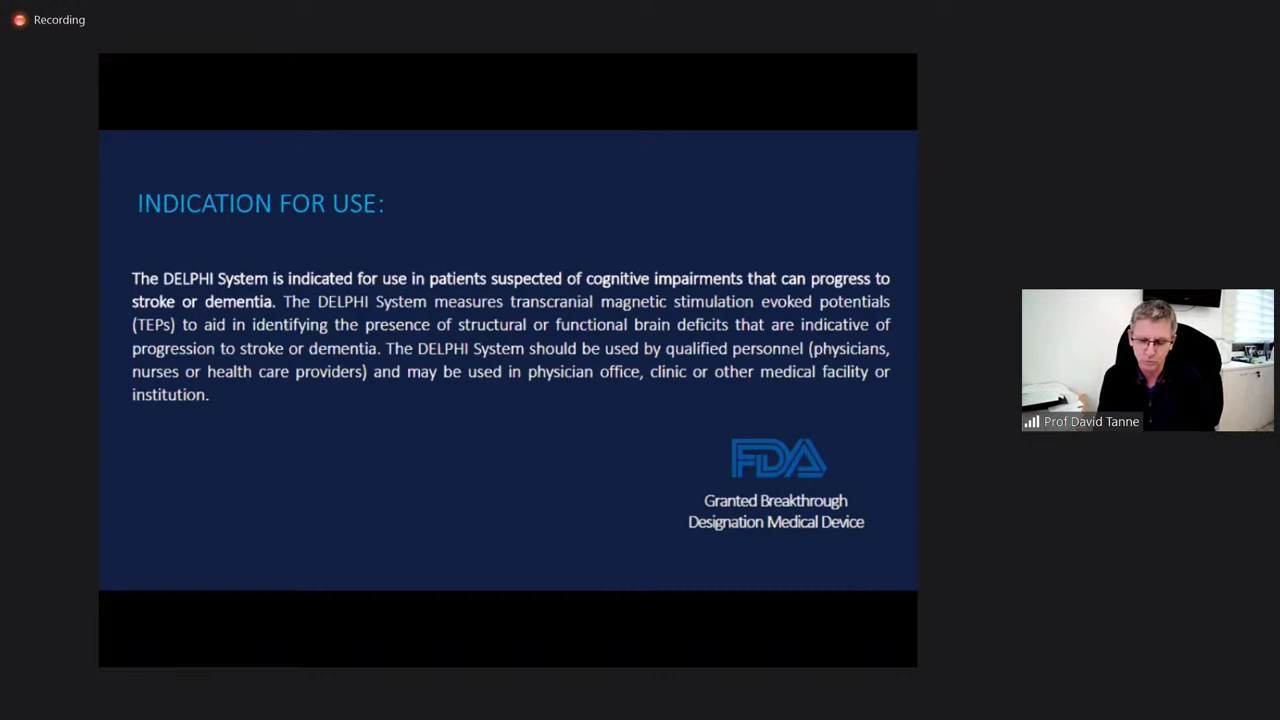 Recording
INDICATION FOR USE:
The DELPHI System is indicated for use in patients suspected of cognitive impairments that can progress to
stroke or dementia. The DELPHI System measures transcranial magnetic stimulation evoked potentials
(TEPs) to aid in identifying the presence of structural or functional brain deficits that are indicative of
progression to stroke or dementia. The DELPHI System should be used by qualified personnel (physicians,
nurses or health care providers) and may be used in physician office, clinic or other medical facility or
institution.
FDA
Granted Breakthrough
Designation Medical Device
Prof David Tanne